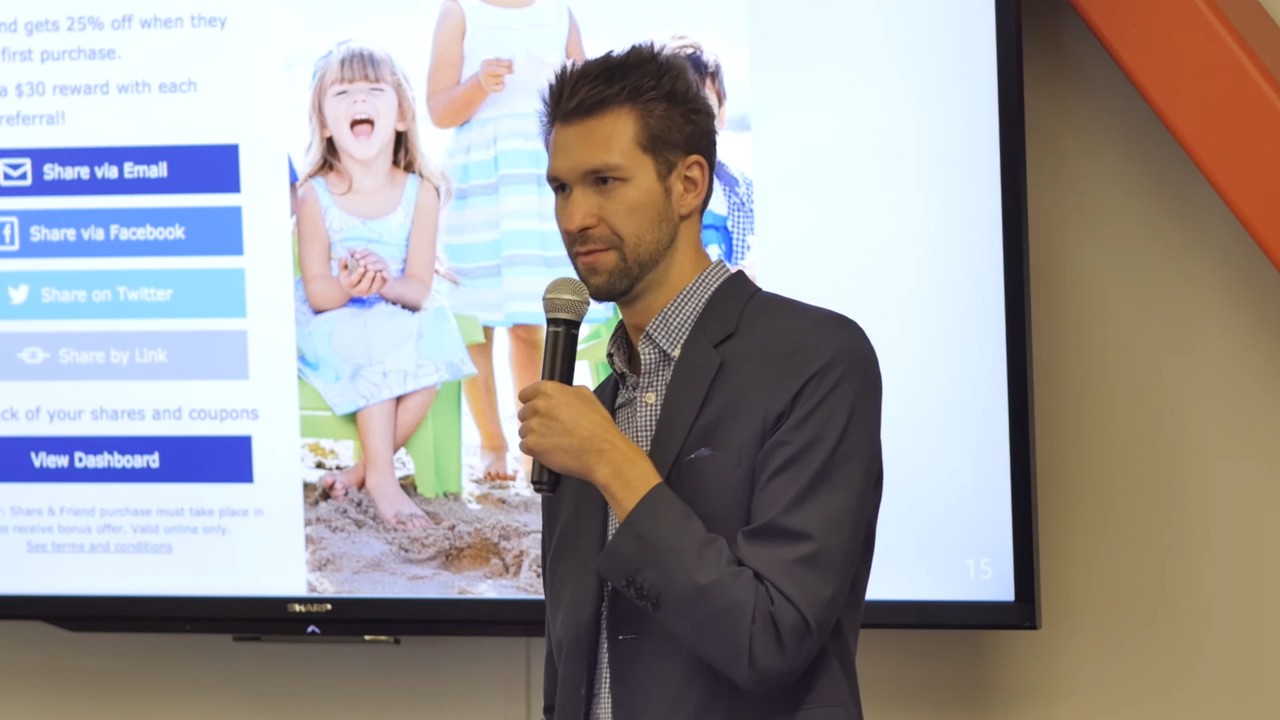 nd gets 25% off when they
first purchase.
a $30 reward with each
referral!
Share via Email
f Share via Facebook
Share on Twitter
Share by Link
ck of your shares and coupons
View Dashboard
r: Share & Friend purchase must take place in
o receive bonus offer. Valid online only.
See terms and conditions
15
SHARP